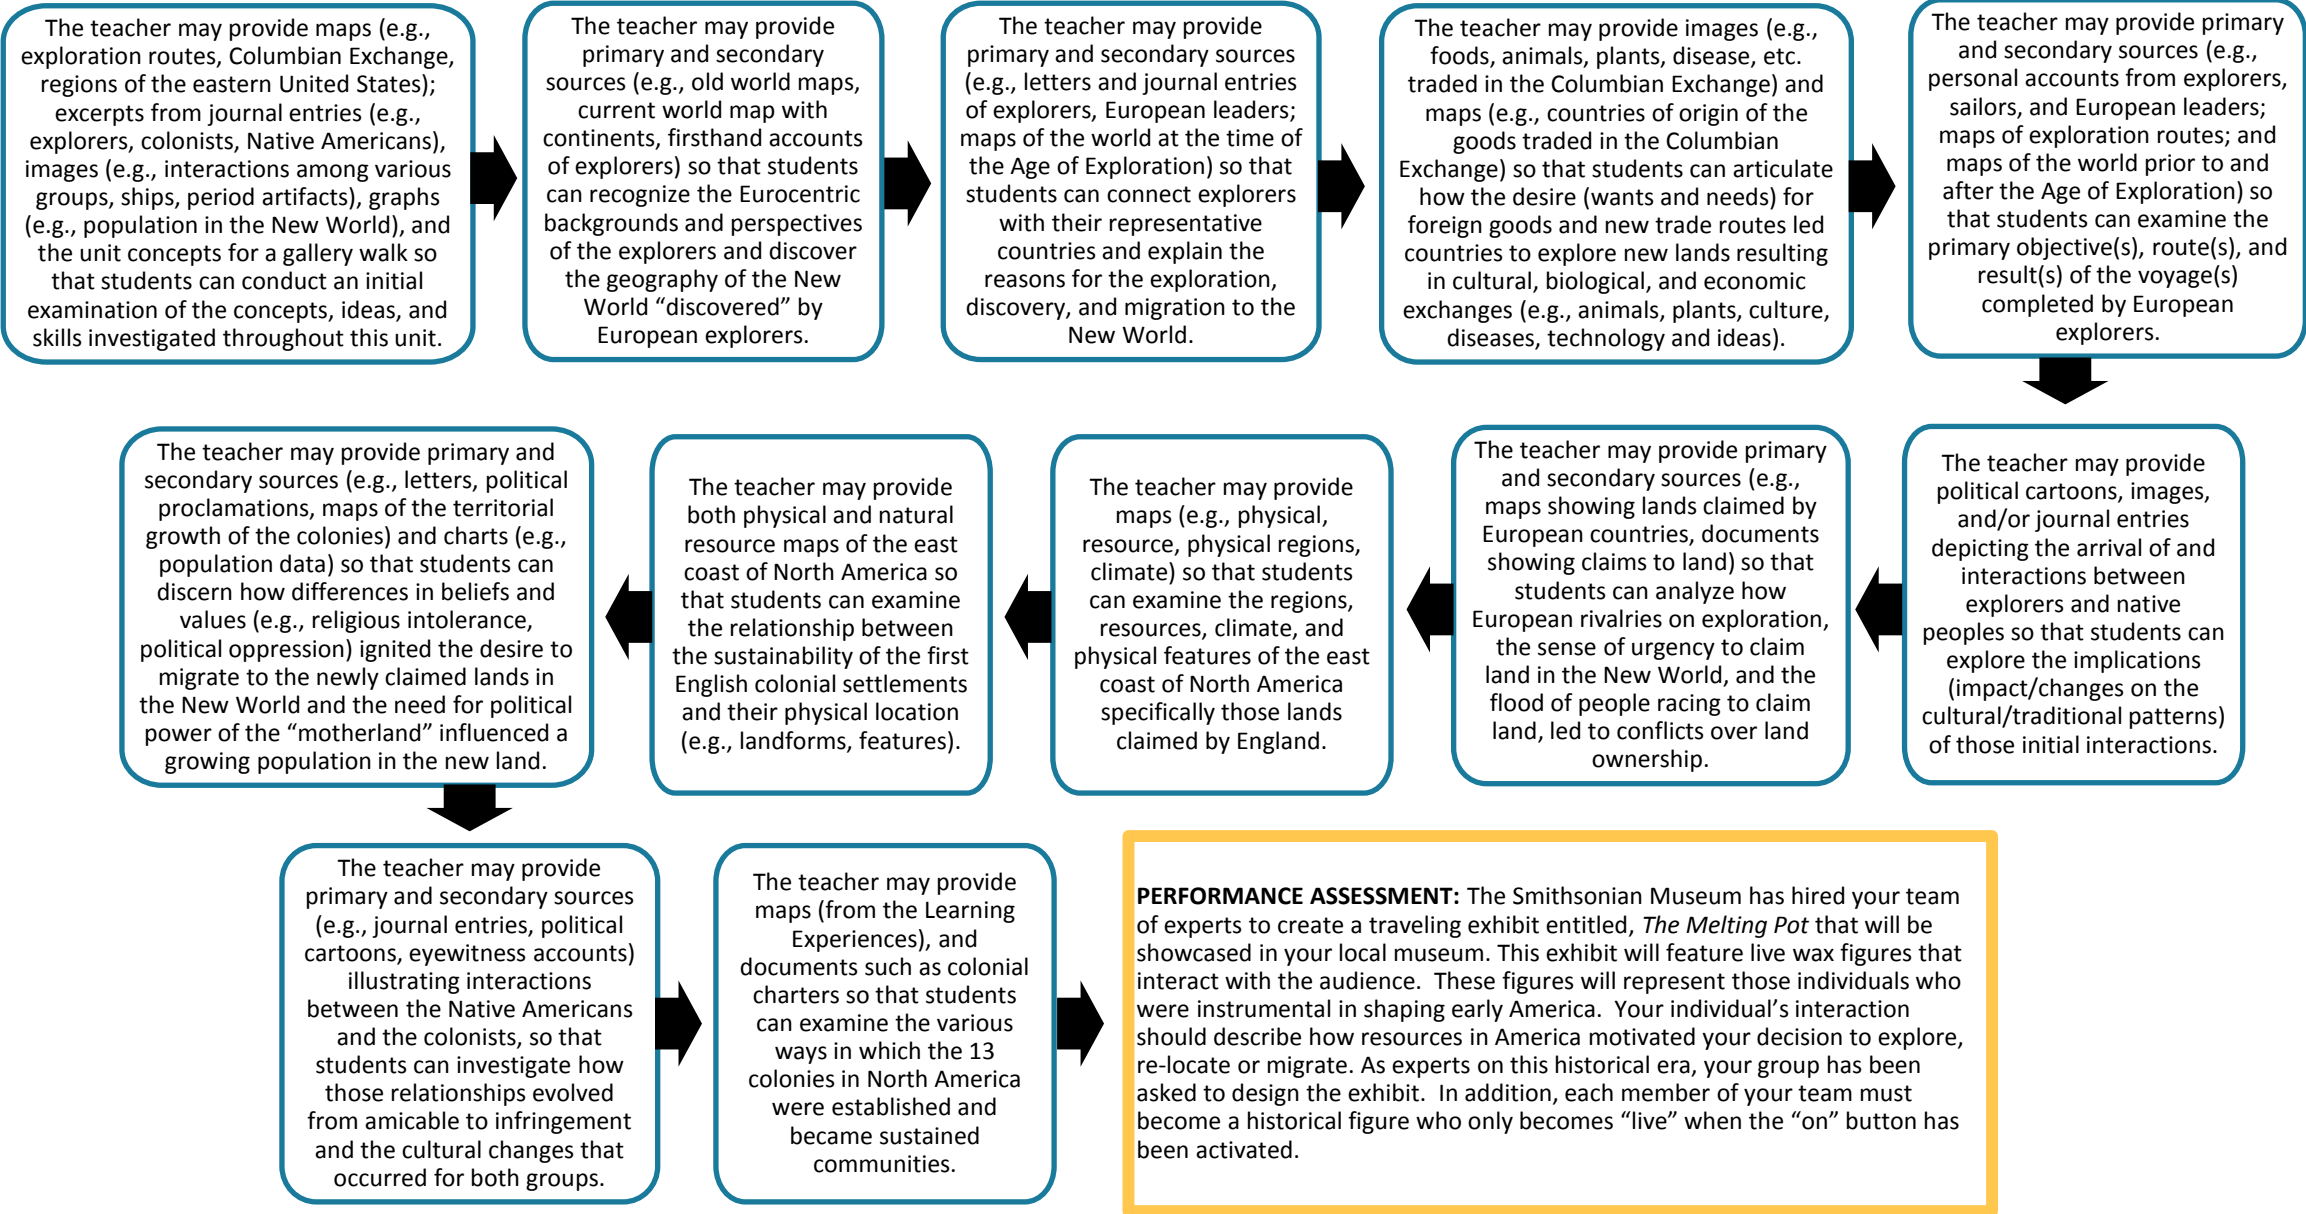 The teacher may provide maps (e.g.,
exploration routes, Columbian Exchange,
regions of the eastern United States);
excerpts from journal entries (e.g.,
explorers, colonists, Native Americans),
images (e.g., interactions among various
groups, ships, period artifacts), graphs
(e.g., population in the New World), and
the unit concepts for a gallery walk so
that students can conduct an initial
examination of the concepts, ideas, and
skills investigated throughout this unit.
The teacher may provide
primary and secondary
sources (e.g., old world maps,
current world map with
continents, firsthand accounts
of explorers) so that students
can recognize the Eurocentric
backgrounds and perspectives
of the explorers and discover
the geography of the New
World “discovered” by
European explorers.
The teacher may provide
primary and secondary sources
(e.g., letters and journal entries
of explorers, European leaders;
maps of the world at the time of
the Age of Exploration) so that
students can connect explorers
with their representative
countries and explain the
reasons for the exploration,
discovery, and migration to the
New World.
The teacher may provide images (e.g.,
foods, animals, plants, disease, etc.
traded in the Columbian Exchange) and
maps (e.g., countries of origin of the
goods traded in the Columbian
Exchange) so that students can articulate
how the desire (wants and needs) for
foreign goods and new trade routes led
countries to explore new lands resulting
in cultural, biological, and economic
exchanges (e.g., animals, plants, culture,
diseases, technology and ideas).
The teacher may provide primary
and secondary sources (e.g.,
personal accounts from explorers,
sailors, and European leaders;
maps of exploration routes; and
maps of the world prior to and
after the Age of Exploration) so
that students can examine the
primary objective(s), route(s), and
result(s) of the voyage(s)
completed by European
explorers.
The teacher may provide
political cartoons, images,
and/or journal entries
depicting the arrival of and
interactions between
explorers and native
peoples so that students can
explore the implications
(impact/changes on the
cultural/traditional patterns)
of those initial interactions.
The teacher may provide primary
and secondary sources (e.g.,
maps showing lands claimed by
European countries, documents
showing claims to land) so that
students can analyze how
European rivalries on exploration,
the sense of urgency to claim
land in the New World, and the
flood of people racing to claim
land, led to conflicts over land
ownership.
The teacher may provide
maps (e.g., physical,
resource, physical regions,
climate) so that students
can examine the regions,
resources, climate, and
physical features of the east
coast of North America
specifically those lands
claimed by England.
The teacher may provide
both physical and natural
resource maps of the east
coast of North America so
that students can examine
the relationship between
the sustainability of the first
English colonial settlements
and their physical location
(e.g., landforms, features).
The teacher may provide primary and
secondary sources (e.g., letters, political
proclamations, maps of the territorial
growth of the colonies) and charts (e.g.,
population data) so that students can
discern how differences in beliefs and
values (e.g., religious intolerance,
political oppression) ignited the desire to
migrate to the newly claimed lands in
the New World and the need for political
power of the “motherland” influenced a
growing population in the new land.
The teacher may provide
primary and secondary sources
(e.g., journal entries, political
cartoons, eyewitness accounts)
illustrating interactions
between the Native Americans
and the colonists, so that
students can investigate how
those relationships evolved
from amicable to infringement
and the cultural changes that
occurred for both groups.
The teacher may provide
maps (from the Learning
Experiences), and
documents such as colonial
charters so that students
can examine the various
ways in which the 13
colonies in North America
were established and
became sustained
communities.
PERFORMANCE ASSESSMENT: The Smithsonian Museum has hired your team
of experts to create a traveling exhibit entitled, The Melting Pot that will be
showcased in your local museum. This exhibit will feature live wax figures that
interact with the audience.  These figures will represent those individuals who
were instrumental in shaping early America.  Your individual’s interaction
should describe how resources in America motivated your decision to explore,
re-locate or migrate. As experts on this historical era, your group has been
asked to design the exhibit.  In addition, each member of your team must
become a historical figure who only becomes “live” when the “on” button has
been activated.